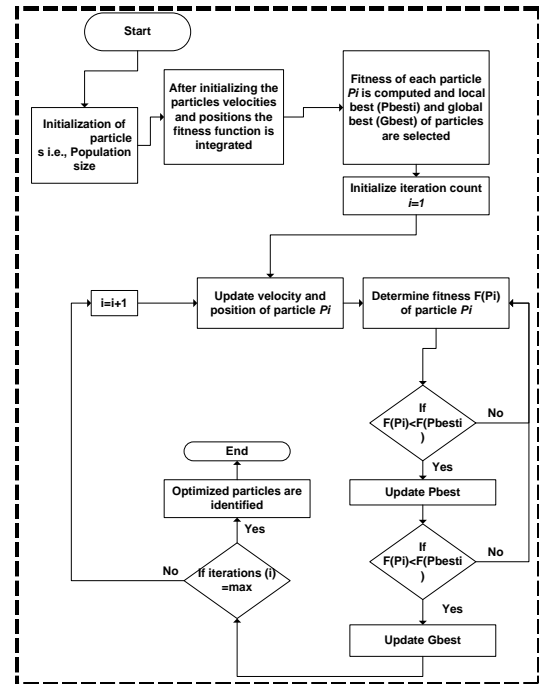 Start
Initialization of
particle
s i.e., Population
size
After initializing the
particles velocities
and positions the
fitness function is
integrated
Fitness of each particle
Pi is computed and local
best (Pbesti) and global
best (Gbest) of particles
are selected
Initialize iteration count
i=1
i=i+1
Update velocity and
position of particle Pi
Determine fitness F(Pi)
of particle Pi
If
F(Pi)<F(Pbesti
)
No
Yes
Update Pbest
If
F(Pi)<F(Pbesti
)
No
Yes
Update Gbest
If iterations (i)
=max
No
Yes
Optimized particles are
identified
End